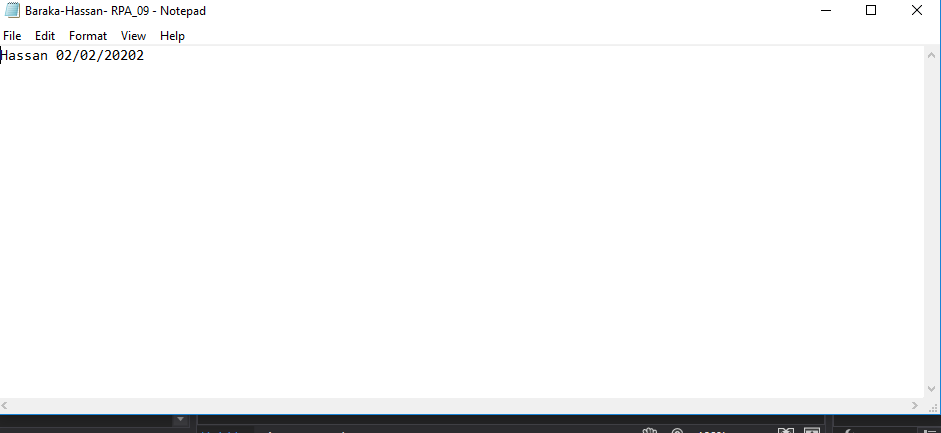 Baraka-Hassan- RPA_09 - Notepad
File Edit Format View Help
Hassan 02/02/20202